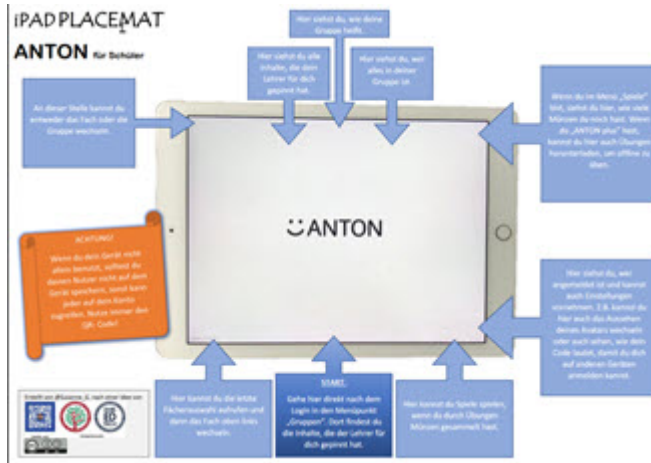 iPAD PLACEMAT
ANTON für Schüler
Hier siehst du, wie deine
Gruppe heißt.
Hier siehst du alle
Inhalte, die dein
Lehrer für dich
gepinnt hat.
Hier siehst du, wer
alles in deiner
Gruppe ist
An dieser Stelle kannst du
entweder das Fach oder die
Gruppe wechseln.
Wenn du im Menü „Spiele"
bist, siehst du hier, wie viele
Münzen du noch hast. Wenn
du „ANTON plus" hast,
kannst du hier auch Übungen
herunterladen, um offline zu
üben.
ANTON
ACHTUNG!
Wenn du dein Gerät nicht
allein benutzt, solltest du
deinen Nutzer nicht auf dem
Gerät speichern, sonst kann
jeder auf dein Konto
zugreifen. Nutze immer den
QR- Code!
Hier siehst du, wer
angemeldet ist und kannst
auch Einstellungen
vornehmen. Z.B. kannst du
hier auch das Aussehen
deines Avatars wechseln
oder auch sehen, wie dein
Code lautet, damit du dich
auf anderen Geräten
anmelden kannst.
Hier kannst du die letzte
Fächerauswahl aufrufen und
dann das Fach oben links
wechseln.
START:
Gehe hier direkt nach dem
Login in den Menüpunkt
„Gruppen". Dort findest du
die Inhalte, die der Lehrer für
dich gepinnt hat.
Hier kannst du Spiele spielen,
wenn du durch Übungen
Münzen gesammelt hast.